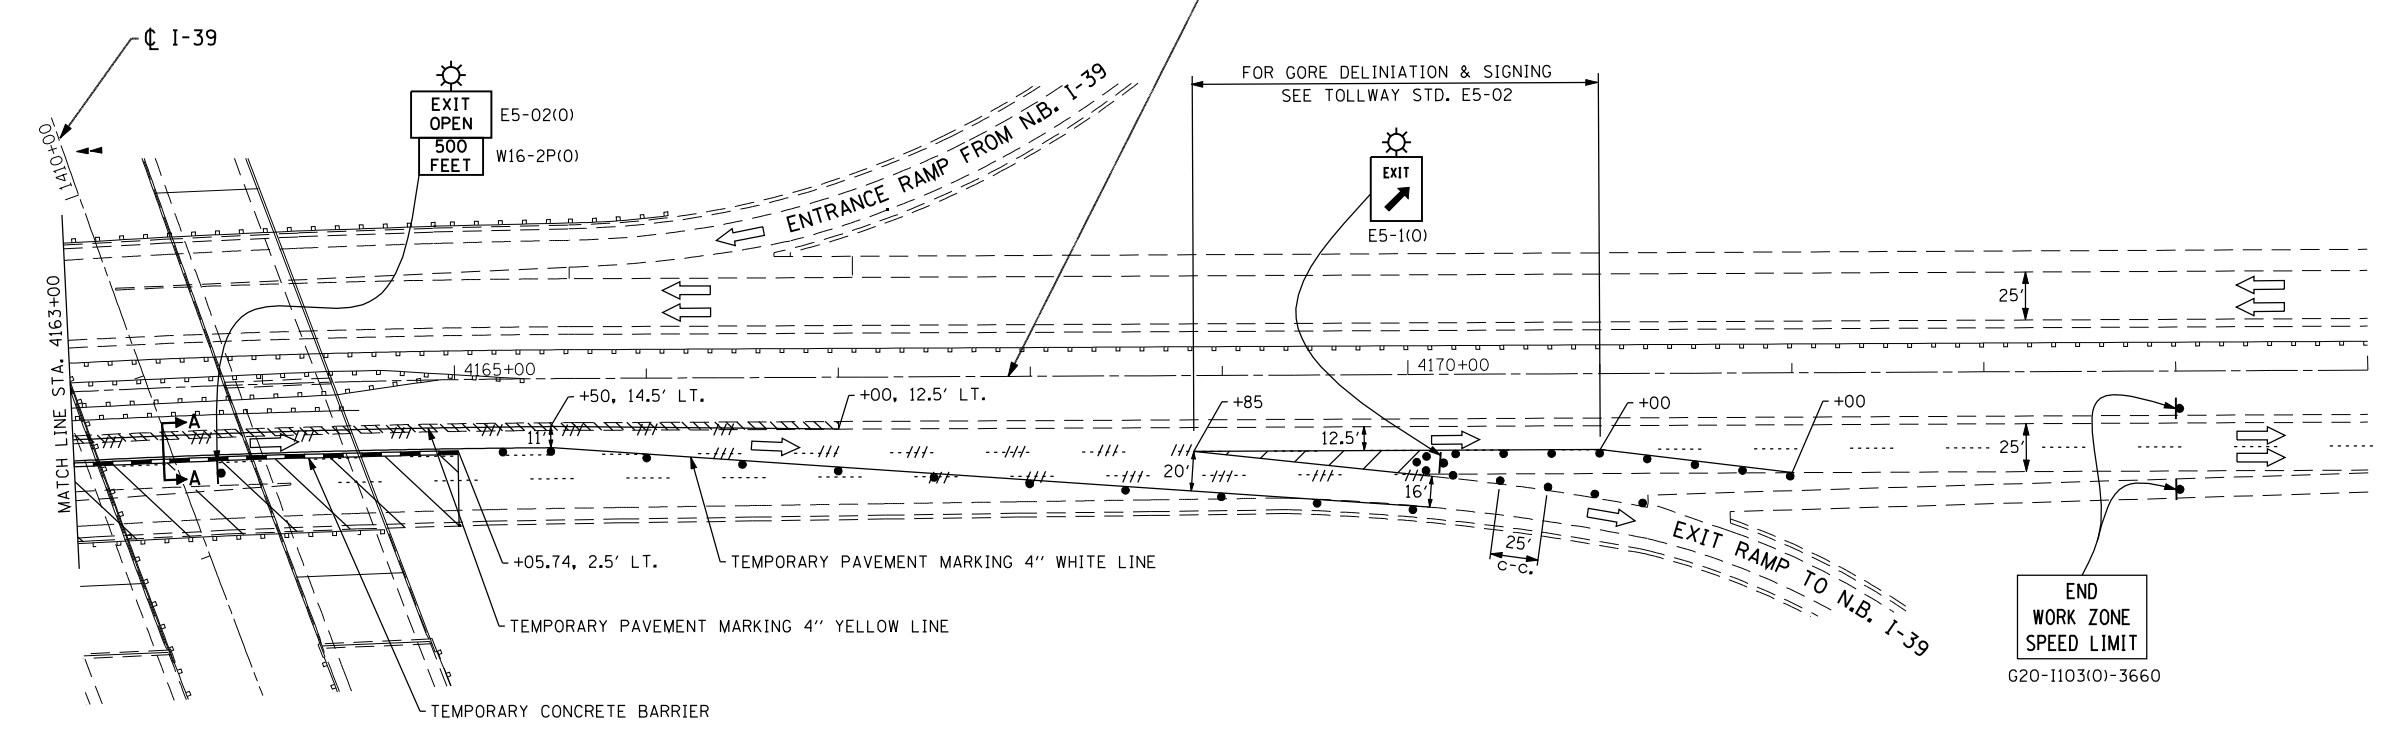 ℄ I-39
1410+00
EXIT
OPEN
E5-02(0)
500
FEET
W16-2P(0)
ENTRANCE RAMP FROM N.B. I-39
FOR GORE DELINIATION & SIGNING
SEE TOLLWAY STD. E5-02
EXIT
E5-1(0)
25'
MATCH LINE STA. 4163+00
4165+00
4170+00
+50, 14.5' LT.
+00, 12.5' LT.
+85
+00
+00
A
A
11'
12.5'
20'
16'
25'
25'
C-C.
+05.74, 2.5' LT.
TEMPORARY PAVEMENT MARKING 4'' WHITE LINE
TEMPORARY PAVEMENT MARKING 4'' YELLOW LINE
TEMPORARY CONCRETE BARRIER
EXIT RAMP TO N.B. I-39
END
WORK ZONE
SPEED LIMIT
G20-I103(0)-3660